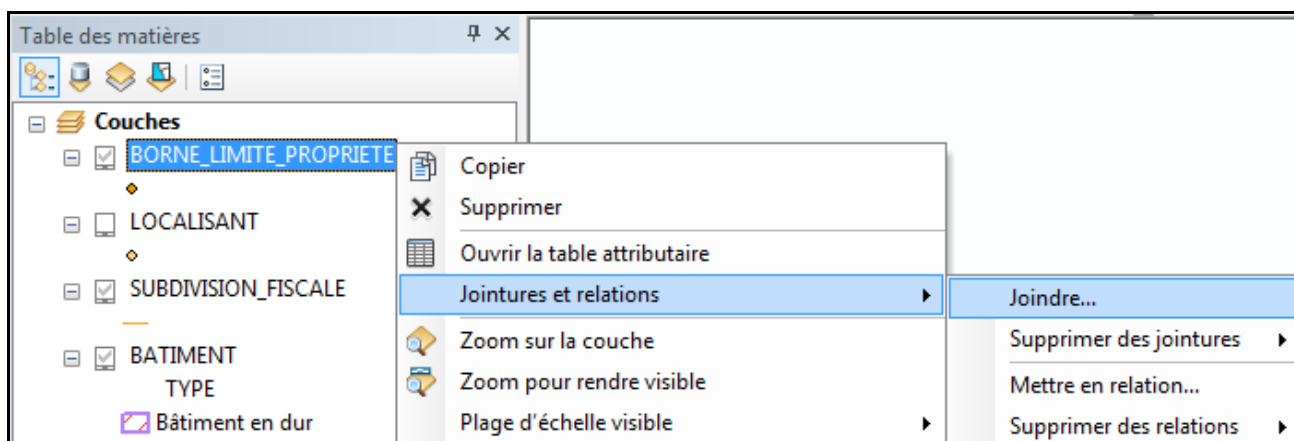 Table des matières
Couches
BORNE_LIMITE_PROPRIETE
LOCALISANT
SUBDIVISION_FISCALE
BATIMENT
TYPE
Bâtiment en dur
Copier
Supprimer
Ouvrir la table attributaire
Jointures et relations
Zoom sur la couche
Zoom pour rendre visible
Plage d'échelle visible
Joindre...
Supprimer des jointures
Mettre en relation...
Supprimer des relations